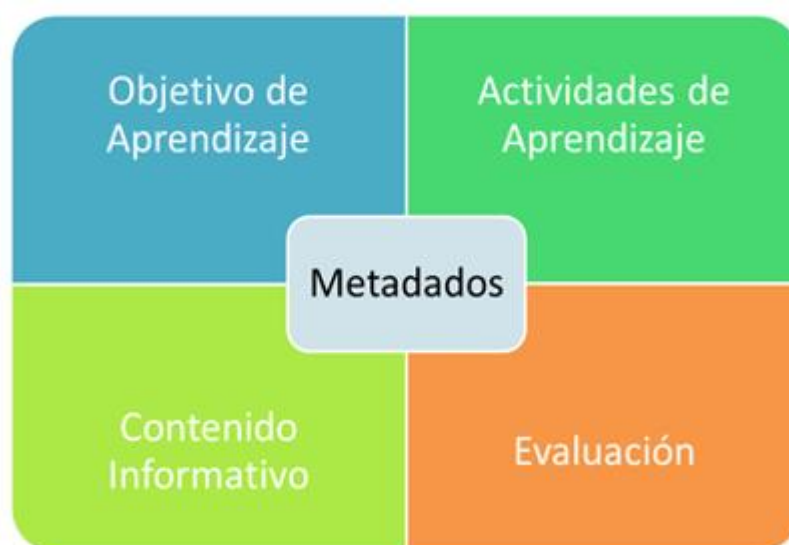 Objetivo de
Aprendizaje
Actividades de
Aprendizaje
Metadados
Contenido
Informativo
Evaluación